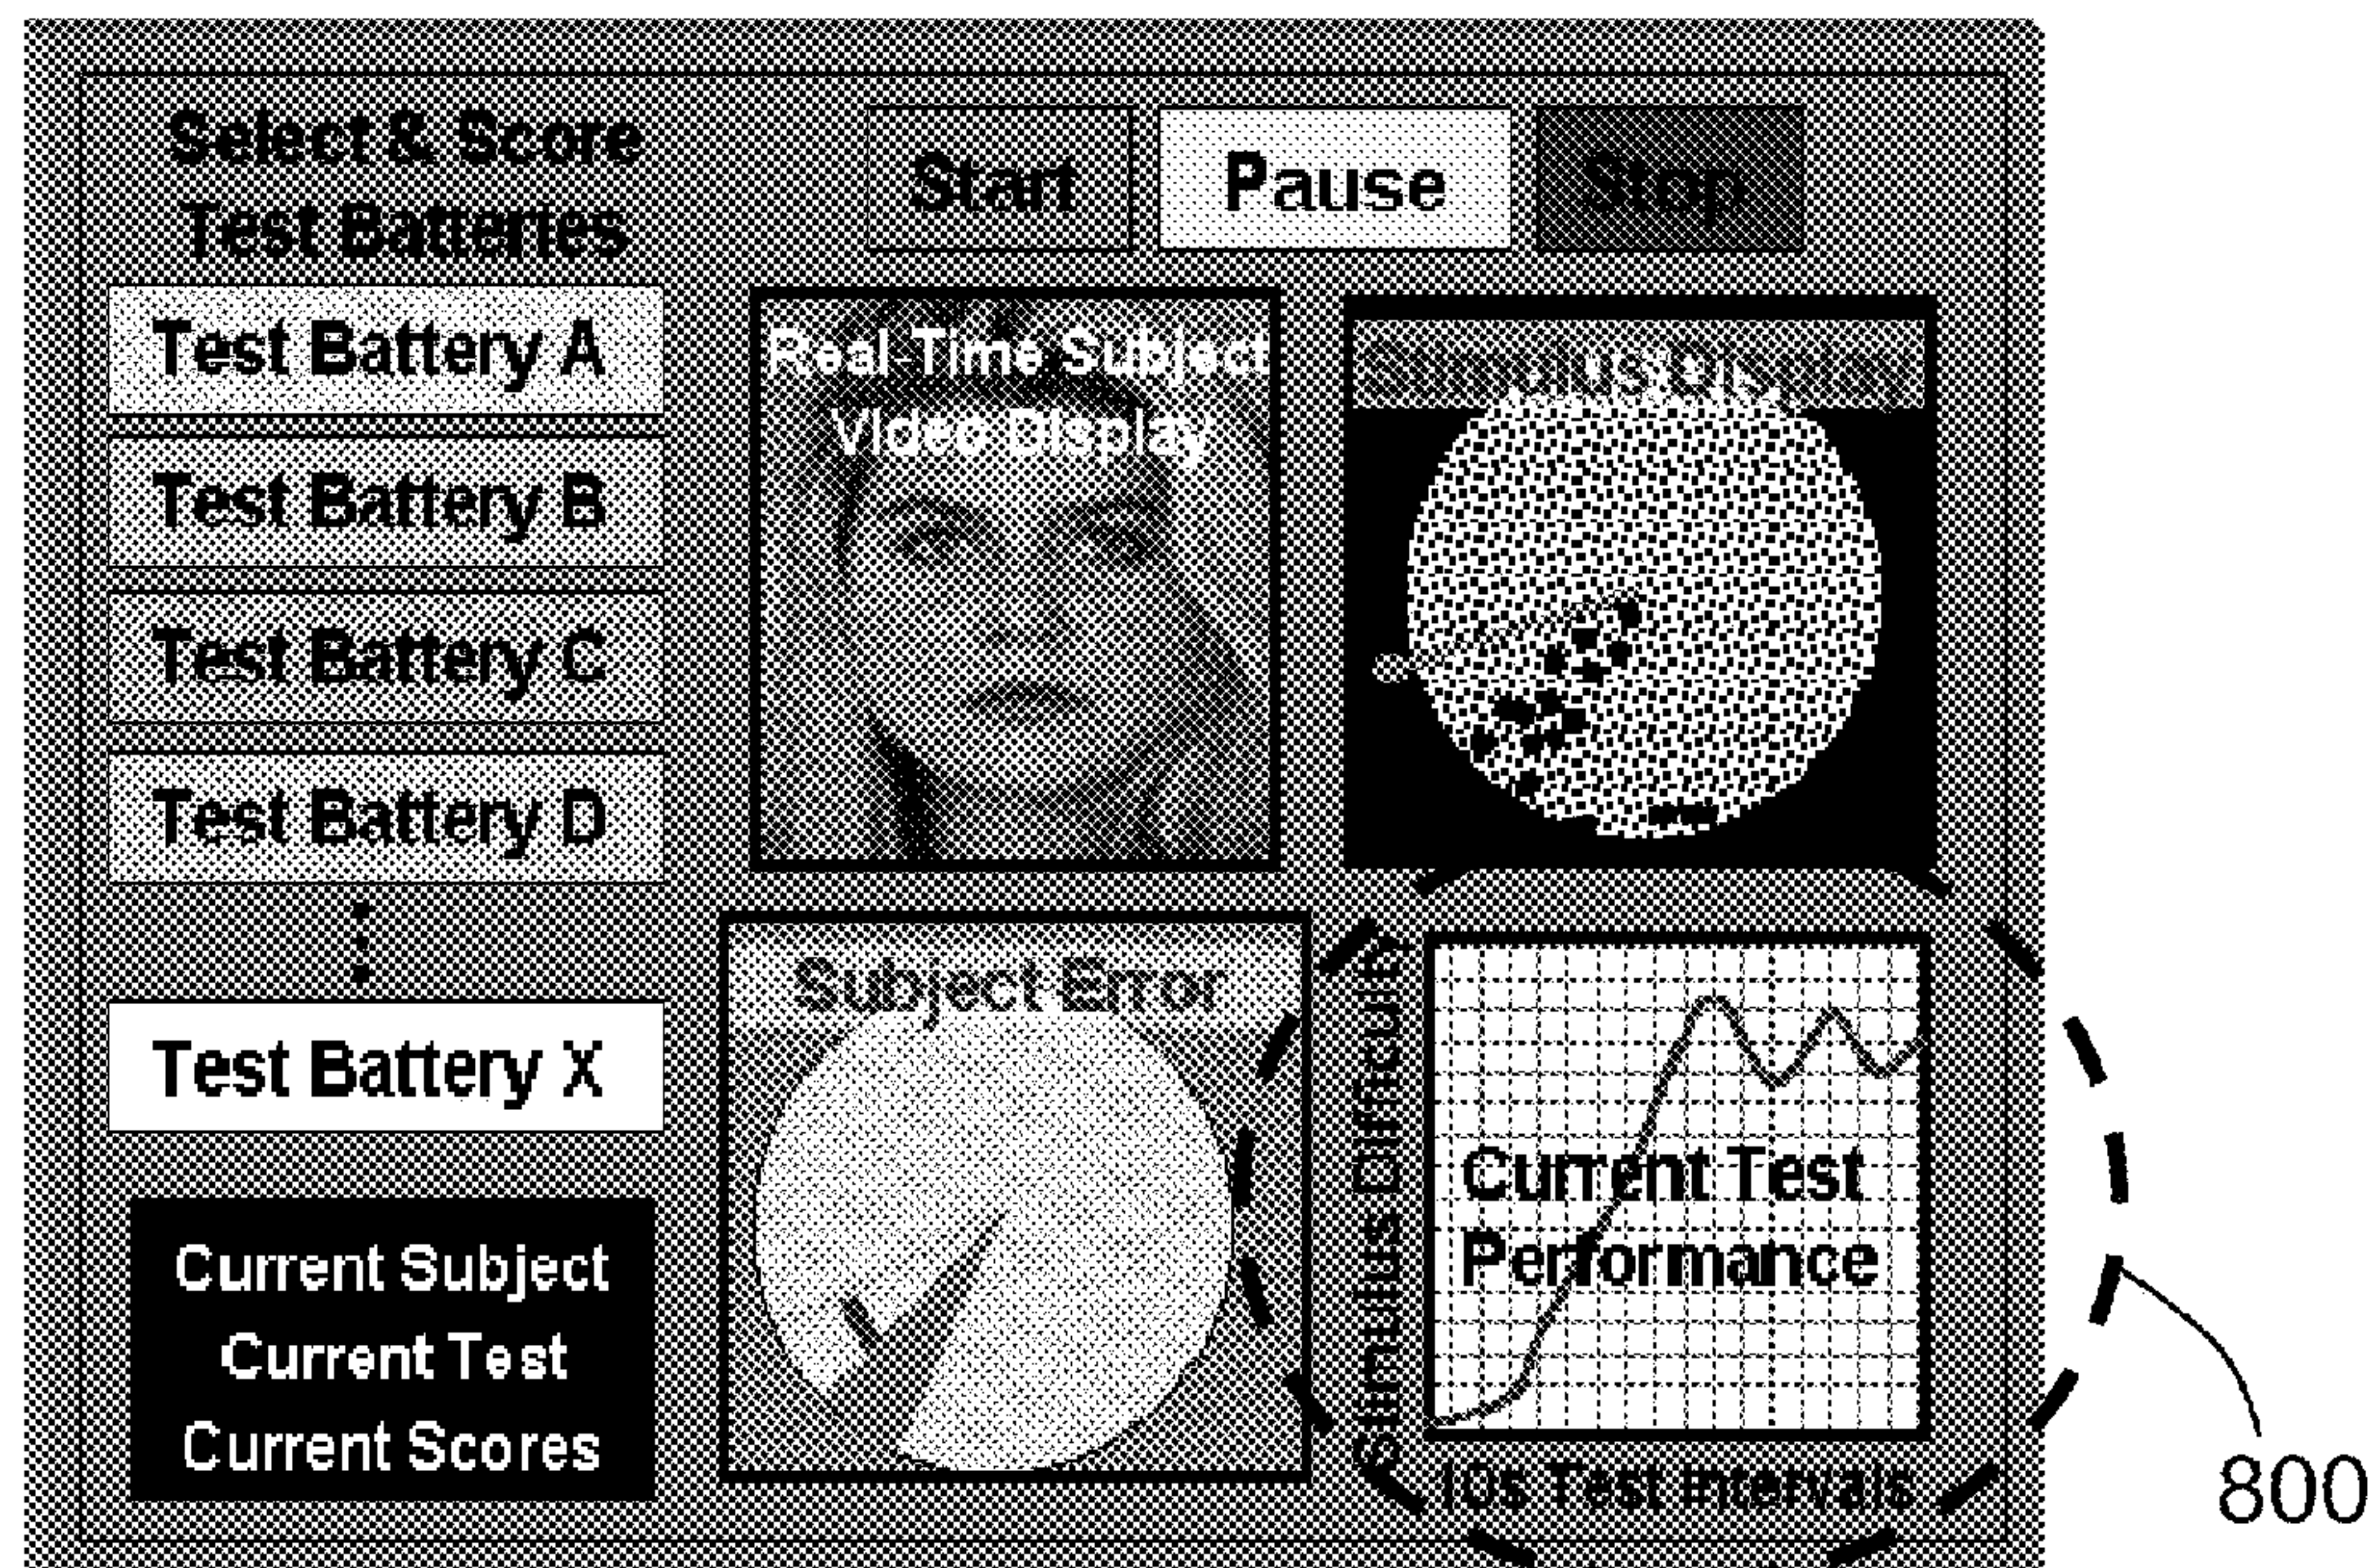 Select & Score
Test Batteries
Start
Pause
Stop
Test Battery A
Test Battery B
Test Battery C
Test Battery D
Test Battery X
Current Subject
Current Test
Current Scores
Real-Time Subject
Video Display
Stimulus Display
Subject Error
Stimulus Difficulty
Current Test
Performance
10s Test Intervals
800